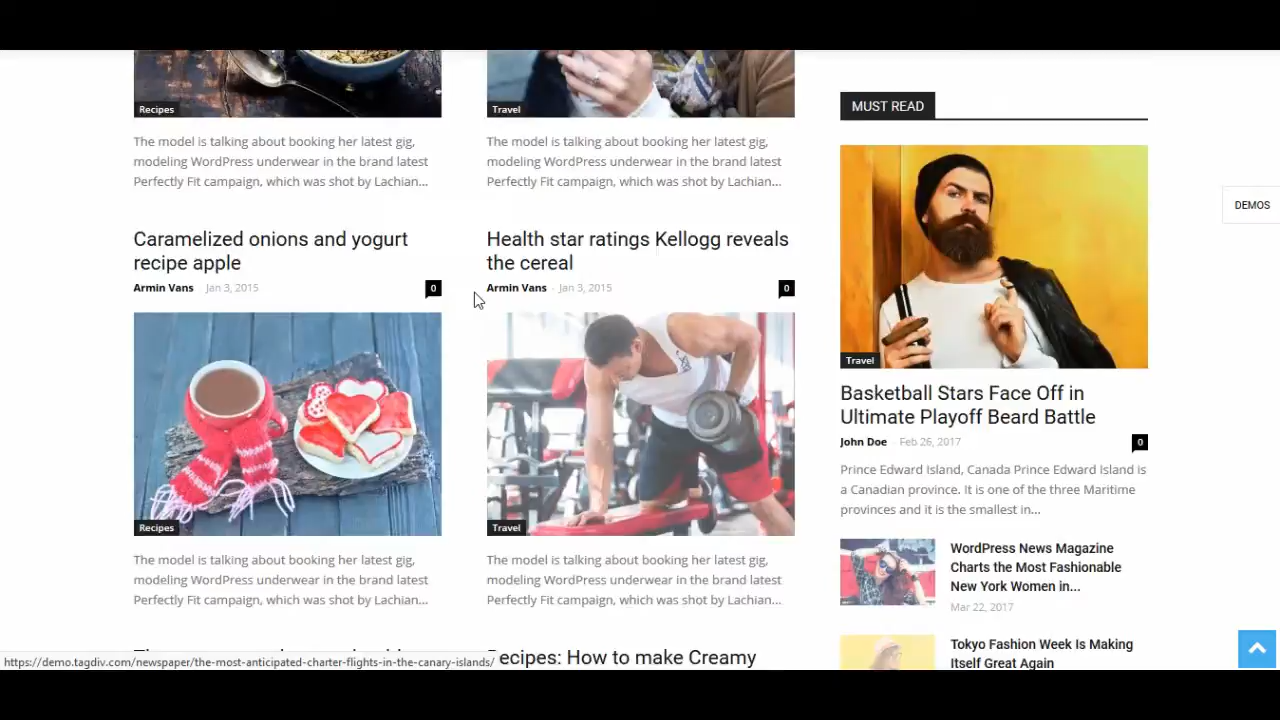 Recipes
The model is talking about booking her latest gig,
modeling WordPress underwear in the brand latest
Perfectly Fit campaign, which was shot by Lachian...
Caramelized onions and yogurt
recipe apple
Armin Vans Jan 3, 2015 0
Recipes
The model is talking about booking her latest gig,
modeling WordPress underwear in the brand latest
Perfectly Fit campaign, which was shot by Lachian...
Travel
The model is talking about booking her latest gig,
modeling WordPress underwear in the brand latest
Perfectly Fit campaign, which was shot by Lachian...
Health star ratings Kellogg reveals
the cereal
Armin Vans - Jan 3, 2015 0
Travel
The model is talking about booking her latest gig,
modeling WordPress underwear in the brand latest
Perfectly Fit campaign, which was shot by Lachian...
Recipes: How to make Creamy
MUST READ
Travel
Basketball Stars Face Off in
Ultimate Playoff Beard Battle
John Doe Feb 26, 2017 0
Prince Edward Island, Canada Prince Edward Island is
a Canadian province. It is one of the three Maritime
provinces and it is the smallest in...
WordPress News Magazine
Charts the Most Fashionable
New York Women in...
Mar 22, 2017
Tokyo Fashion Week Is Making
Itself Great Again
DEMOS
https://demo.tagdiv.com/newspaper/the-most-anticipated-charter-flights-in-the-canary-islands/